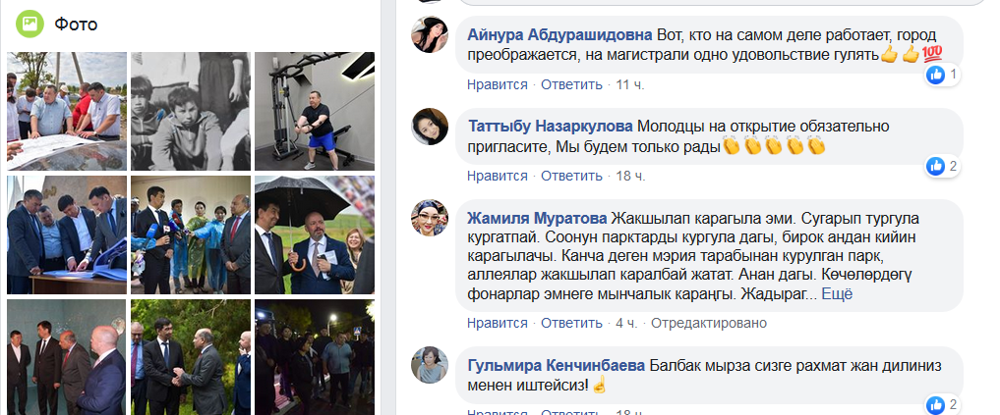 Фото
Айнура Абдурашидовна Вот, кто на самом деле работает, город
преображается, на магистрали одно удовольствие гулять👍👍💯
1
Нравится · Ответить · 11 ч.
Таттыбу Назаркулова Молодцы на открытие обязательно
пригласите, Мы будем только рады👏👏👏👏👏
2
Нравится · Ответить · 18 ч.
Жамиля Муратова Жакшылап карагыла эми. Сугарып тургула
кургатпай. Соонун парктарды кургула дагы, бирок андан кийин
карагылачы. Канча деген мэрия тарабынан курулган парк,
аллеялар жакшылап каралбай жатат. Анан дагы. Көчөлөрдөгү
фонарлар эмнеге мынчалык караңгы. Жадыраг... Ещё
Нравится · Ответить · 4 ч. · Отредактировано
Гульмира Кенчинбаева Балбак мырза сизге рахмат жан дилиниз
менен иштейсиз!☝
2
Нравится · Ответить · 18 ч.